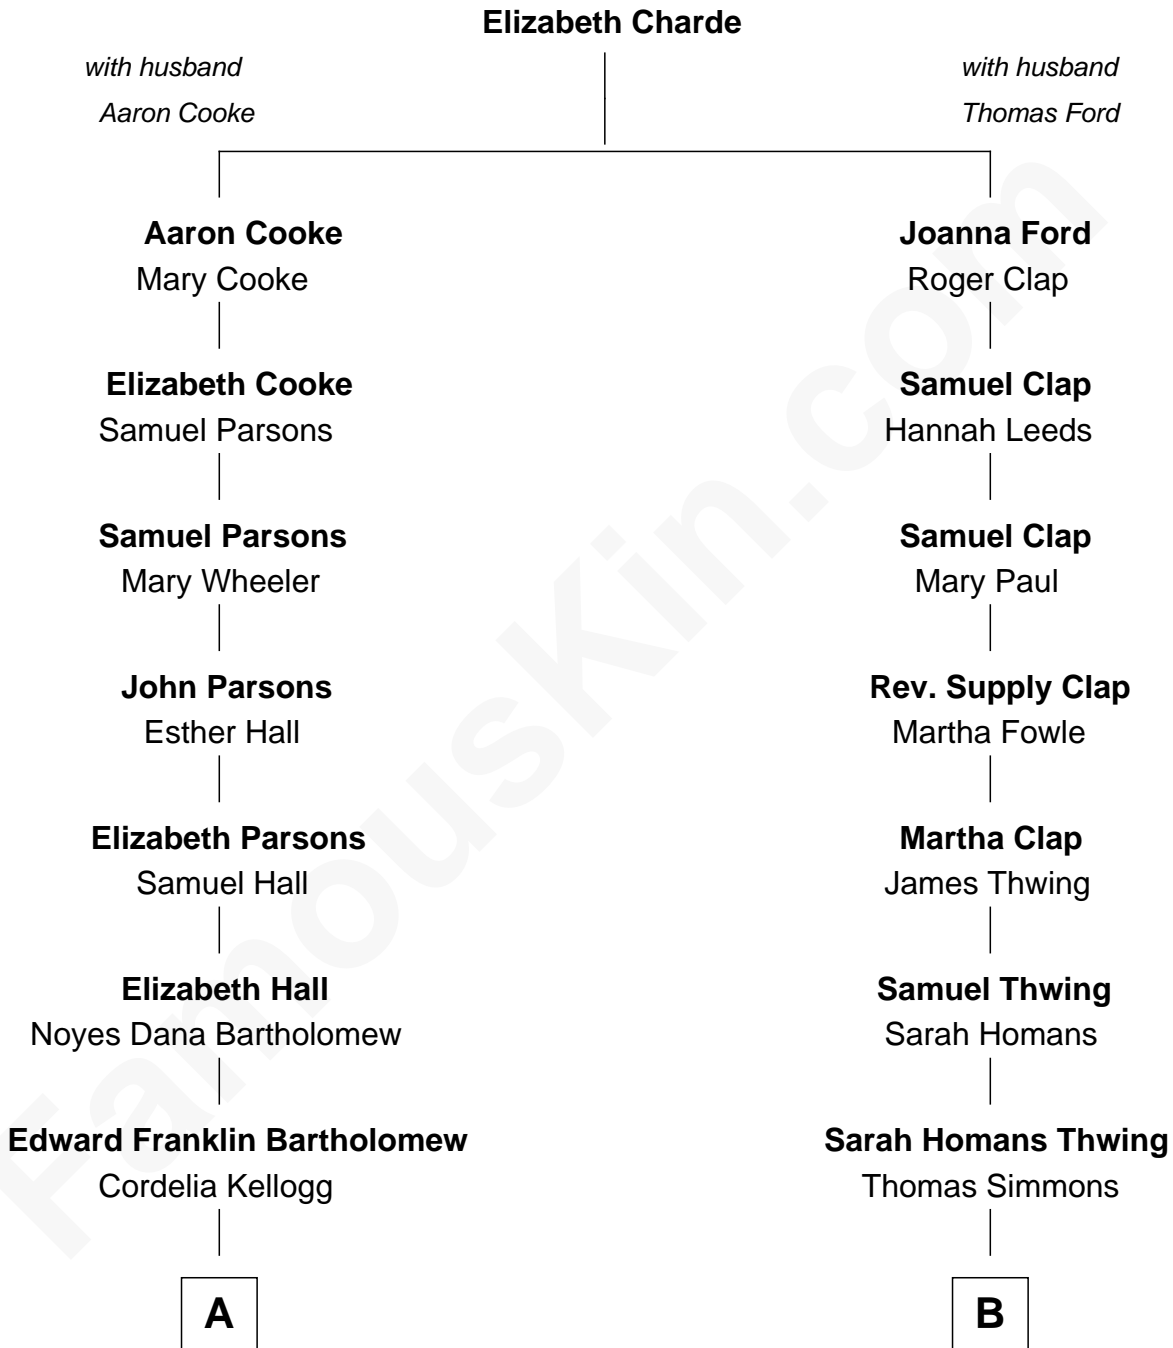 Elizabeth Charde
with husband
Aaron Cooke
with husband
Thomas Ford
Aaron Cooke
Mary Cooke
Joanna Ford
Roger Clap
Elizabeth Cooke
Samuel Parsons
Samuel Clap
Hannah Leeds
Samuel Parsons
Mary Wheeler
Samuel Clap
Mary Paul
John Parsons
Esther Hall
Rev. Supply Clap
Martha Fowle
Elizabeth Parsons
Samuel Hall
Martha Clap
James Thwing
Elizabeth Hall
Noyes Dana Bartholomew
Samuel Thwing
Sarah Homans
Edward Franklin Bartholomew
Cordelia Kellogg
Sarah Homans Thwing
Thomas Simmons
A
B
FamousKin.com